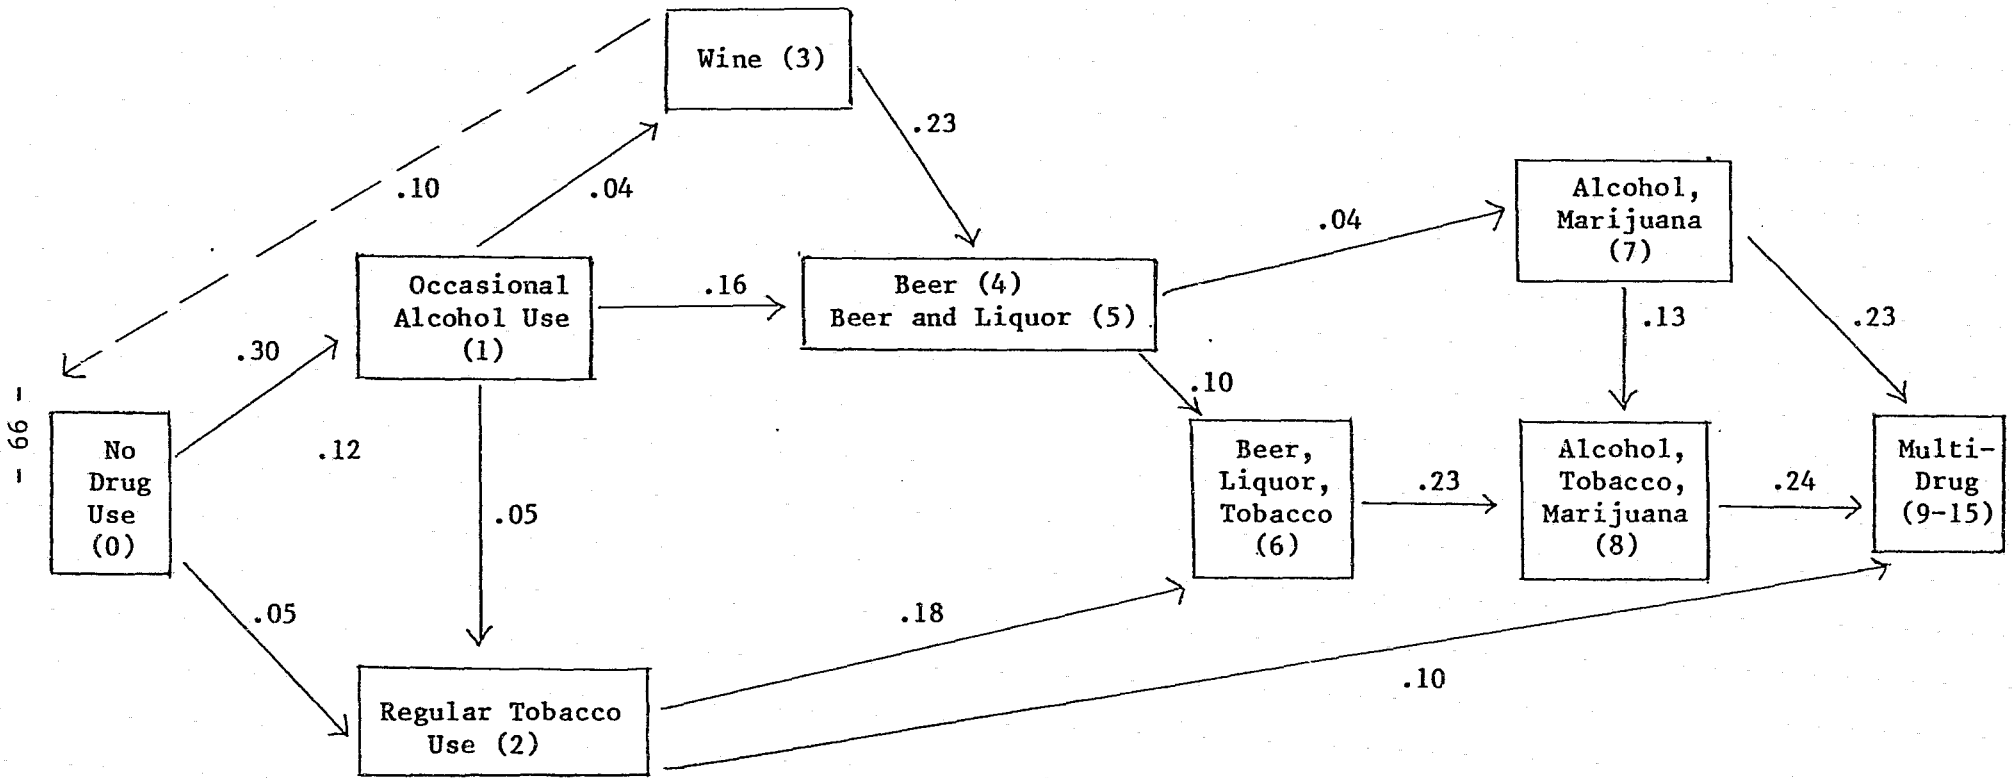 Wine (3)
.23
.10
.04
Alcohol,
Marijuana
(7)
.04
Occasional
Alcohol Use
(1)
.16
Beer (4)
Beer and Liquor (5)
.13
.23
.30
.10
- 66 -
No
Drug
Use
(0)
.12
.05
Beer,
Liquor,
Tobacco
(6)
.23
Alcohol,
Tobacco,
Marijuana
(8)
.24
Multi-
Drug
(9-15)
.05
.18
.10
Regular Tobacco
Use (2)